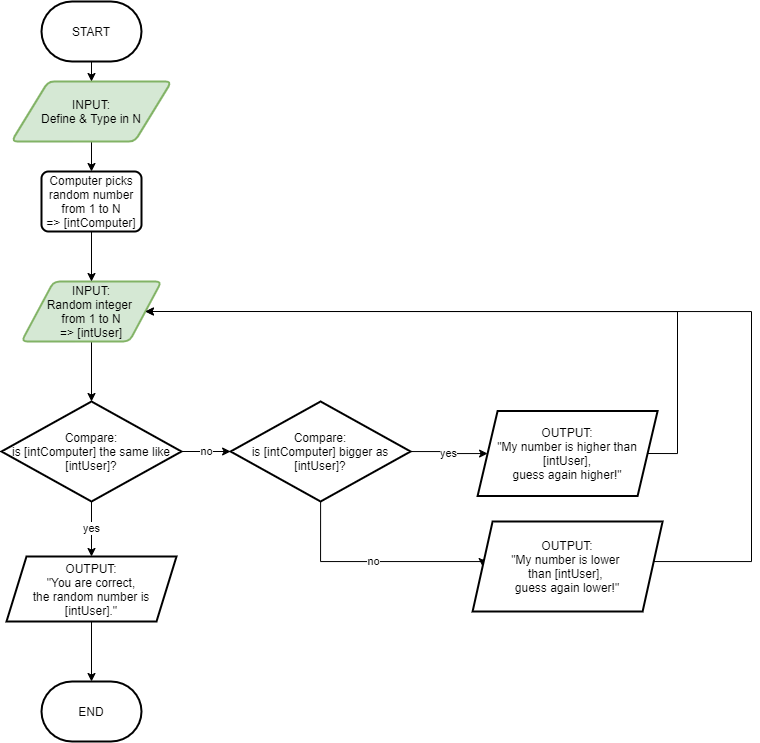 START
INPUT:
Define & Type in N
Computer picks
random number
from 1 to N
=> [intComputer]
INPUT:
Random integer
from 1 to N
=> [intUser]
Compare:
is [intComputer] the same like
[intUser]?
no
Compare:
is [intComputer] bigger as
[intUser]?
yes
OUTPUT:
"My number is higher than
[intUser],
guess again higher!"
no
OUTPUT:
"My number is lower
than [intUser],
guess again lower!"
yes
OUTPUT:
"You are correct,
the random number is
[intUser]."
END